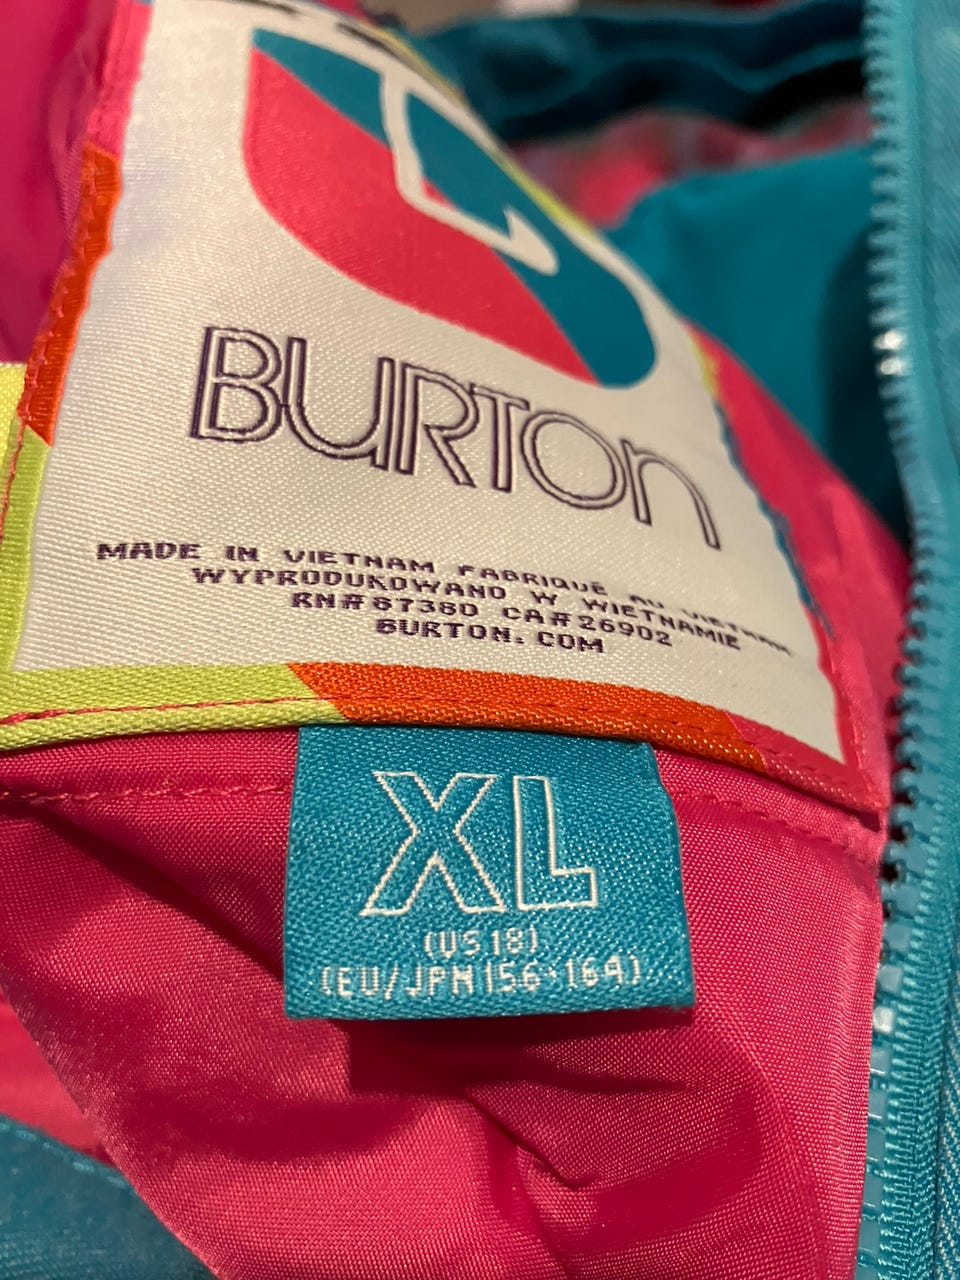 BURTON
MADE IN VIETNAM FABRIQUÉ AU VIETNAM
WYPRODUKOWANO W WIETNAMIE
RN#67380 CA#26902
BURTON.COM
XL
(US 18)
(EU/JPN 156-164)